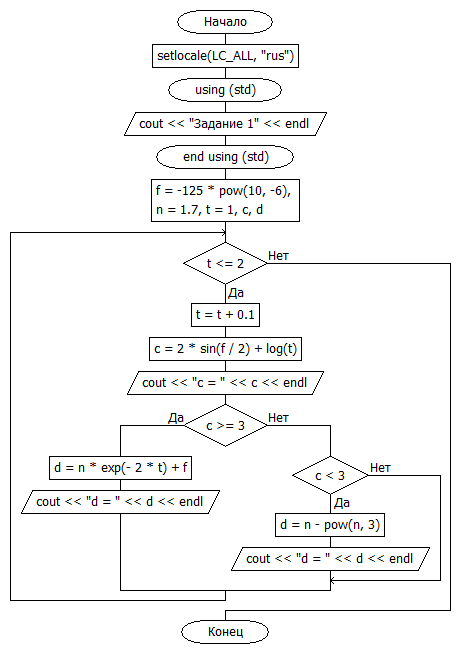 Начало
setlocale(LC_ALL, "rus")
using (std)
cout << "Задание 1" << endl
end using (std)
f = -125 * pow(10, -6),
n = 1.7, t = 1, c, d
t <= 2
Нет
Да
t = t + 0.1
c = 2 * sin(f / 2) + log(t)
cout << "c = " << c << endl
Да
c >= 3
Нет
d = n * exp(- 2 * t) + f
cout << "d = " << d << endl
c < 3
Нет
Да
d = n - pow(n, 3)
cout << "d = " << d << endl
Конец